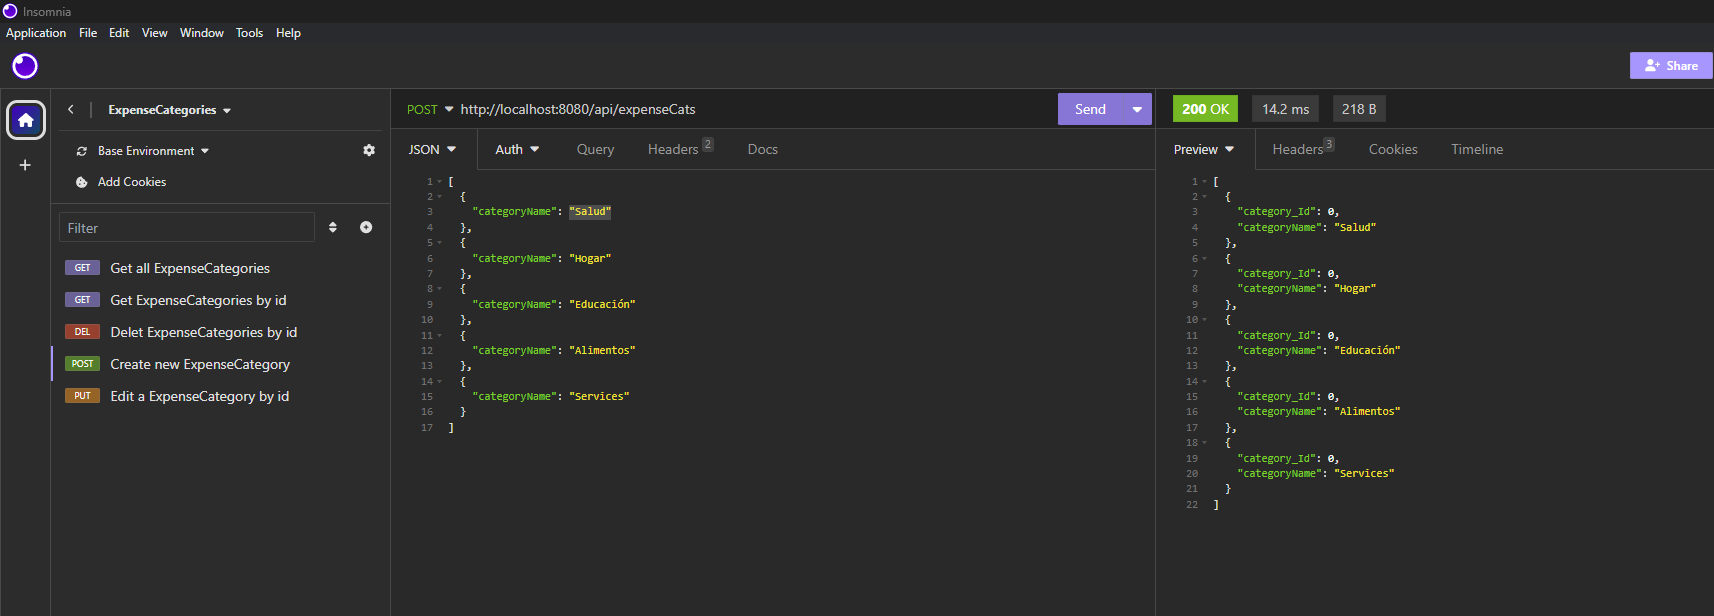 Insomnia
Application File Edit View Window Tools Help
Share
ExpenseCategories
Base Environment
Add Cookies
Filter
GET Get all ExpenseCategories
GET Get ExpenseCategories by id
DEL Delet ExpenseCategories by id
POST Create new ExpenseCategory
PUT Edit a ExpenseCategory by id
POST http://localhost:8080/api/expenseCats Send
JSON Auth Query Headers 2 Docs
1 [
2 {
3 "categoryName": "Salud"
4 },
5 {
6 "categoryName": "Hogar"
7 },
8 {
9 "categoryName": "Educación"
10 },
11 {
12 "categoryName": "Alimentos"
13 },
14 {
15 "categoryName": "Services"
16 }
17 ]
200 OK 14.2 ms 218 B
Preview Headers 3 Cookies Timeline
1 [
2 {
3 "category_Id": 0,
4 "categoryName": "Salud"
5 },
6 {
7 "category_Id": 0,
8 "categoryName": "Hogar"
9 },
10 {
11 "category_Id": 0,
12 "categoryName": "Educación"
13 },
14 {
15 "category_Id": 0,
16 "categoryName": "Alimentos"
17 },
18 {
19 "category_Id": 0,
20 "categoryName": "Services"
21 }
22 ]